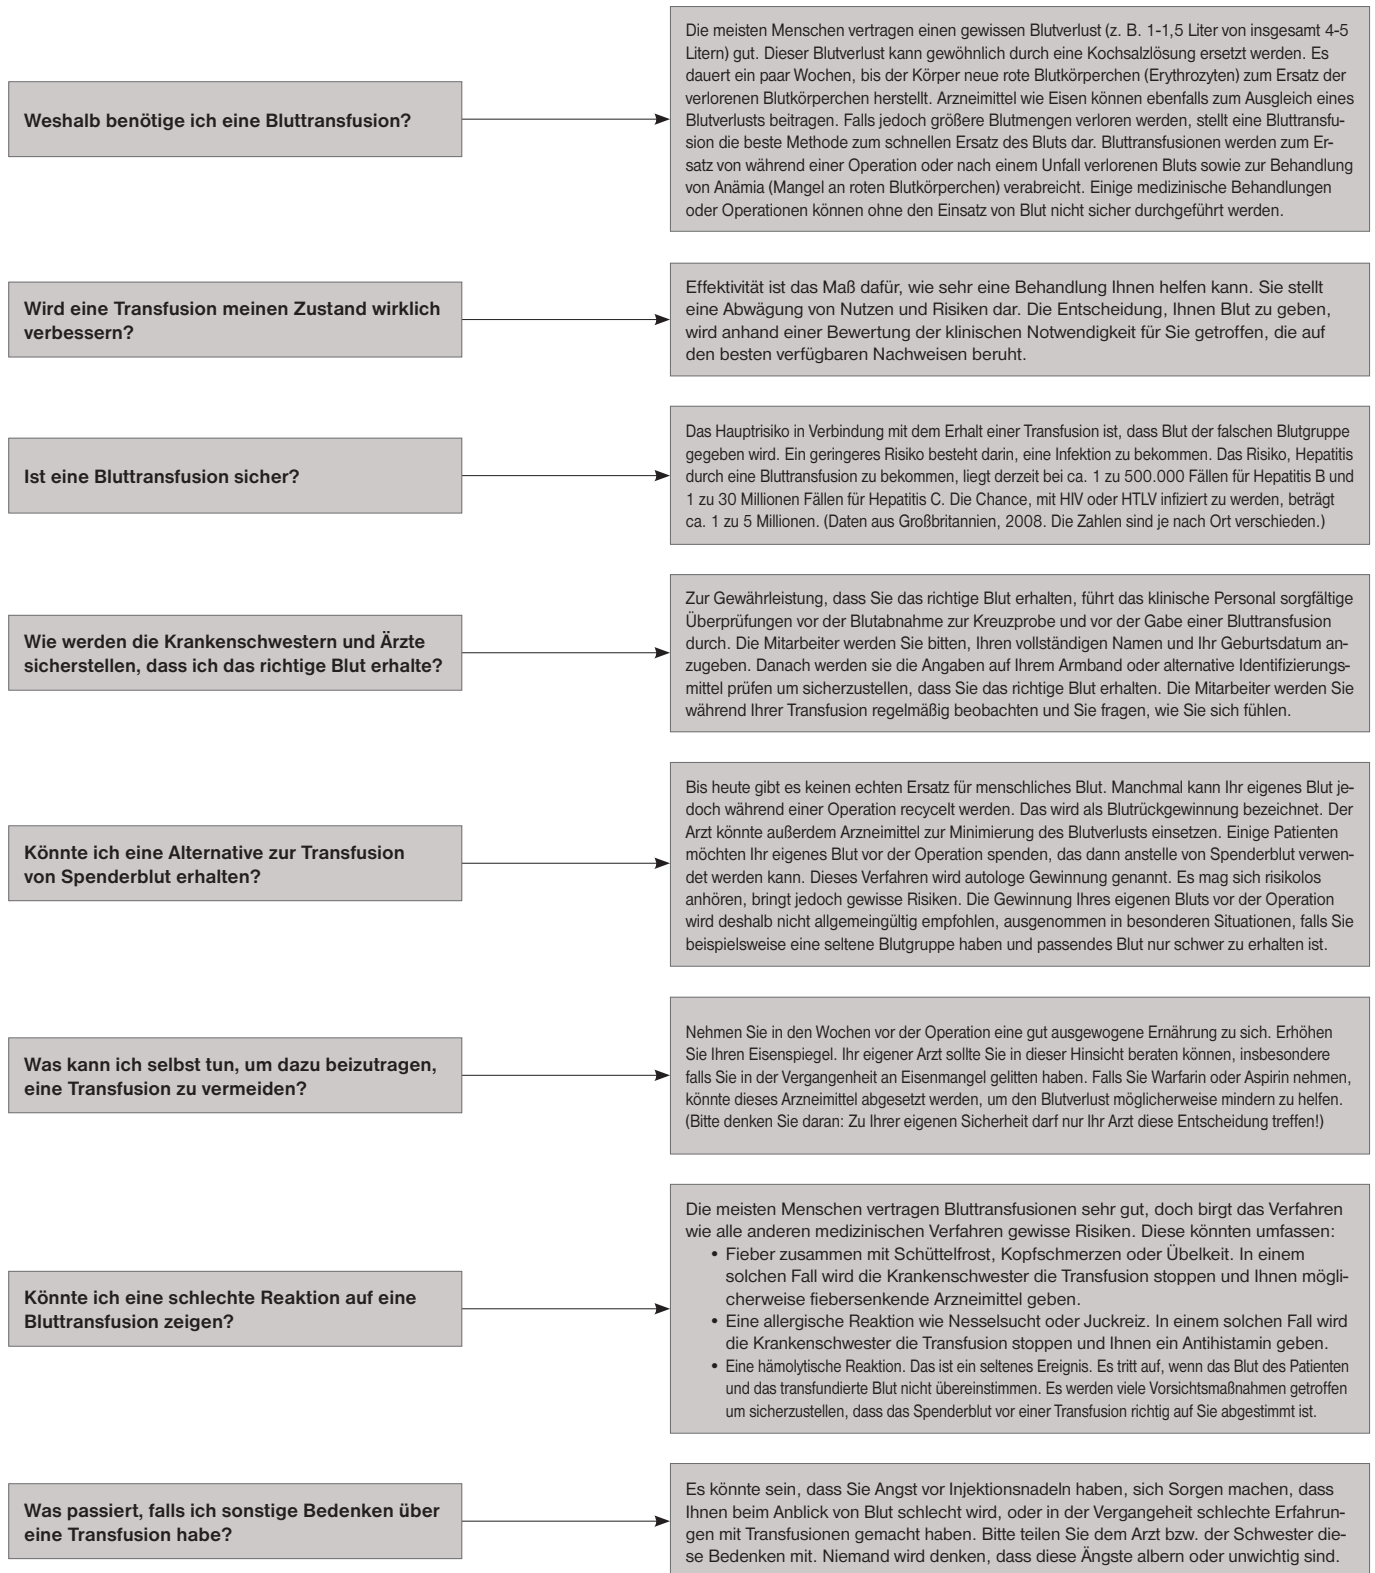 Weshalb benötige ich eine Bluttransfusion?
Die meisten Menschen vertragen einen gewissen Blutverlust (z. B. 1-1,5 Liter von insgesamt 4-5
Litern) gut. Dieser Blutverlust kann gewöhnlich durch eine Kochsalzlösung ersetzt werden. Es
dauert ein paar Wochen, bis der Körper neue rote Blutkörperchen (Erythrozyten) zum Ersatz der
verlorenen Blutkörperchen herstellt. Arzneimittel wie Eisen können ebenfalls zum Ausgleich eines
Blutverlusts beitragen. Falls jedoch größere Blutmengen verloren werden, stellt eine Bluttransfu-
sion die beste Methode zum schnellen Ersatz des Bluts dar. Bluttransfusionen werden zum Er-
satz von während einer Operation oder nach einem Unfall verlorenen Bluts sowie zur Behandlung
von Anämia (Mangel an roten Blutkörperchen) verabreicht. Einige medizinische Behandlungen
oder Operationen können ohne den Einsatz von Blut nicht sicher durchgeführt werden.
Wird eine Transfusion meinen Zustand wirklich
verbessern?
Effektivität ist das Maß dafür, wie sehr eine Behandlung Ihnen helfen kann. Sie stellt
eine Abwägung von Nutzen und Risiken dar. Die Entscheidung, Ihnen Blut zu geben,
wird anhand einer Bewertung der klinischen Notwendigkeit für Sie getroffen, die auf
den besten verfügbaren Nachweisen beruht.
Ist eine Bluttransfusion sicher?
Das Hauptrisiko in Verbindung mit dem Erhalt einer Transfusion ist, dass Blut der falschen Blutgruppe
gegeben wird. Ein geringeres Risiko besteht darin, eine Infektion zu bekommen. Das Risiko, Hepatitis
durch eine Bluttransfusion zu bekommen, liegt derzeit bei ca. 1 zu 500.000 Fällen für Hepatitis B und
1 zu 30 Millionen Fällen für Hepatitis C. Die Chance, mit HIV oder HTLV infiziert zu werden, beträgt
ca. 1 zu 5 Millionen. (Daten aus Großbritannien, 2008. Die Zahlen sind je nach Ort verschieden.)
Wie werden die Krankenschwestern und Ärzte
sicherstellen, dass ich das richtige Blut erhalte?
Zur Gewährleistung, dass Sie das richtige Blut erhalten, führt das klinische Personal sorgfältige
Überprüfungen vor der Blutabnahme zur Kreuzprobe und vor der Gabe einer Bluttransfusion
durch. Die Mitarbeiter werden Sie bitten, Ihren vollständigen Namen und Ihr Geburtsdatum an-
zugeben. Danach werden sie die Angaben auf Ihrem Armband oder alternative Identifizierungs-
mittel prüfen um sicherzustellen, dass Sie das richtige Blut erhalten. Die Mitarbeiter werden Sie
während Ihrer Transfusion regelmäßig beobachten und Sie fragen, wie Sie sich fühlen.
Könnte ich eine Alternative zur Transfusion
von Spenderblut erhalten?
Bis heute gibt es keinen echten Ersatz für menschliches Blut. Manchmal kann Ihr eigenes Blut je-
doch während einer Operation recycelt werden. Das wird als Blutrückgewinnung bezeichnet. Der
Arzt könnte außerdem Arzneimittel zur Minimierung des Blutverlusts einsetzen. Einige Patienten
möchten Ihr eigenes Blut vor der Operation spenden, das dann anstelle von Spenderblut verwen-
det werden kann. Dieses Verfahren wird autologe Gewinnung genannt. Es mag sich risikolos
anhören, bringt jedoch gewisse Risiken. Die Gewinnung Ihres eigenen Bluts vor der Operation
wird deshalb nicht allgemeingültig empfohlen, ausgenommen in besonderen Situationen, falls Sie
beispielsweise eine seltene Blutgruppe haben und passendes Blut nur schwer zu erhalten ist.
Was kann ich selbst tun, um dazu beizutragen,
eine Transfusion zu vermeiden?
Nehmen Sie in den Wochen vor der Operation eine gut ausgewogene Ernährung zu sich. Erhöhen
Sie Ihren Eisenspiegel. Ihr eigener Arzt sollte Sie in dieser Hinsicht beraten können, insbesondere
falls Sie in der Vergangenheit an Eisenmangel gelitten haben. Falls Sie Warfarin oder Aspirin nehmen,
könnte dieses Arzneimittel abgesetzt werden, um den Blutverlust möglicherweise mindern zu helfen.
(Bitte denken Sie daran: Zu Ihrer eigenen Sicherheit darf nur Ihr Arzt diese Entscheidung treffen!)
Könnte ich eine schlechte Reaktion auf eine
Bluttransfusion zeigen?
Die meisten Menschen vertragen Bluttransfusionen sehr gut, doch birgt das Verfahren
wie alle anderen medizinischen Verfahren gewisse Risiken. Diese könnten umfassen:
• Fieber zusammen mit Schüttelfrost, Kopfschmerzen oder Übelkeit. In einem
solchen Fall wird die Krankenschwester die Transfusion stoppen und Ihnen mögli-
cherweise fiebersenkende Arzneimittel geben.
• Eine allergische Reaktion wie Nesselsucht oder Juckreiz. In einem solchen Fall wird
die Krankenschwester die Transfusion stoppen und Ihnen ein Antihistamin geben.
• Eine hämolytische Reaktion. Das ist ein seltenes Ereignis. Es tritt auf, wenn das Blut des Patienten
und das transfundierte Blut nicht übereinstimmen. Es werden viele Vorsichtsmaßnahmen getroffen
um sicherzustellen, dass das Spenderblut vor einer Transfusion richtig auf Sie abgestimmt ist.
Was passiert, falls ich sonstige Bedenken über
eine Transfusion habe?
Es könnte sein, dass Sie Angst vor Injektionsnadeln haben, sich Sorgen machen, dass
Ihnen beim Anblick von Blut schlecht wird, oder in der Vergangeheit schlechte Erfahrun-
gen mit Transfusionen gemacht haben. Bitte teilen Sie dem Arzt bzw. der Schwester die-
se Bedenken mit. Niemand wird denken, dass diese Ängste albern oder unwichtig sind.